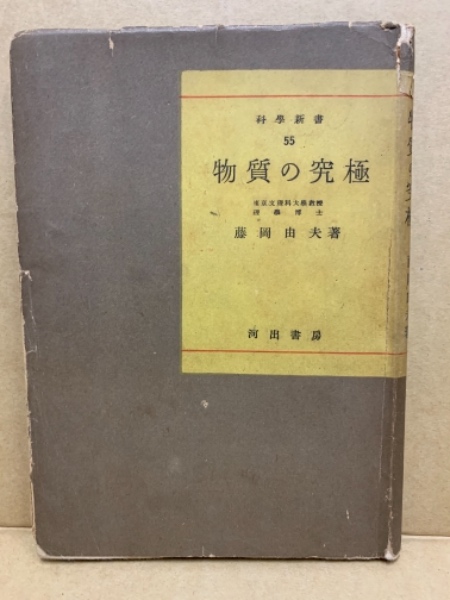 科學新書
55
物質の究極
東京文理科大學敎授
理學博士
藤岡由夫著
河出書房